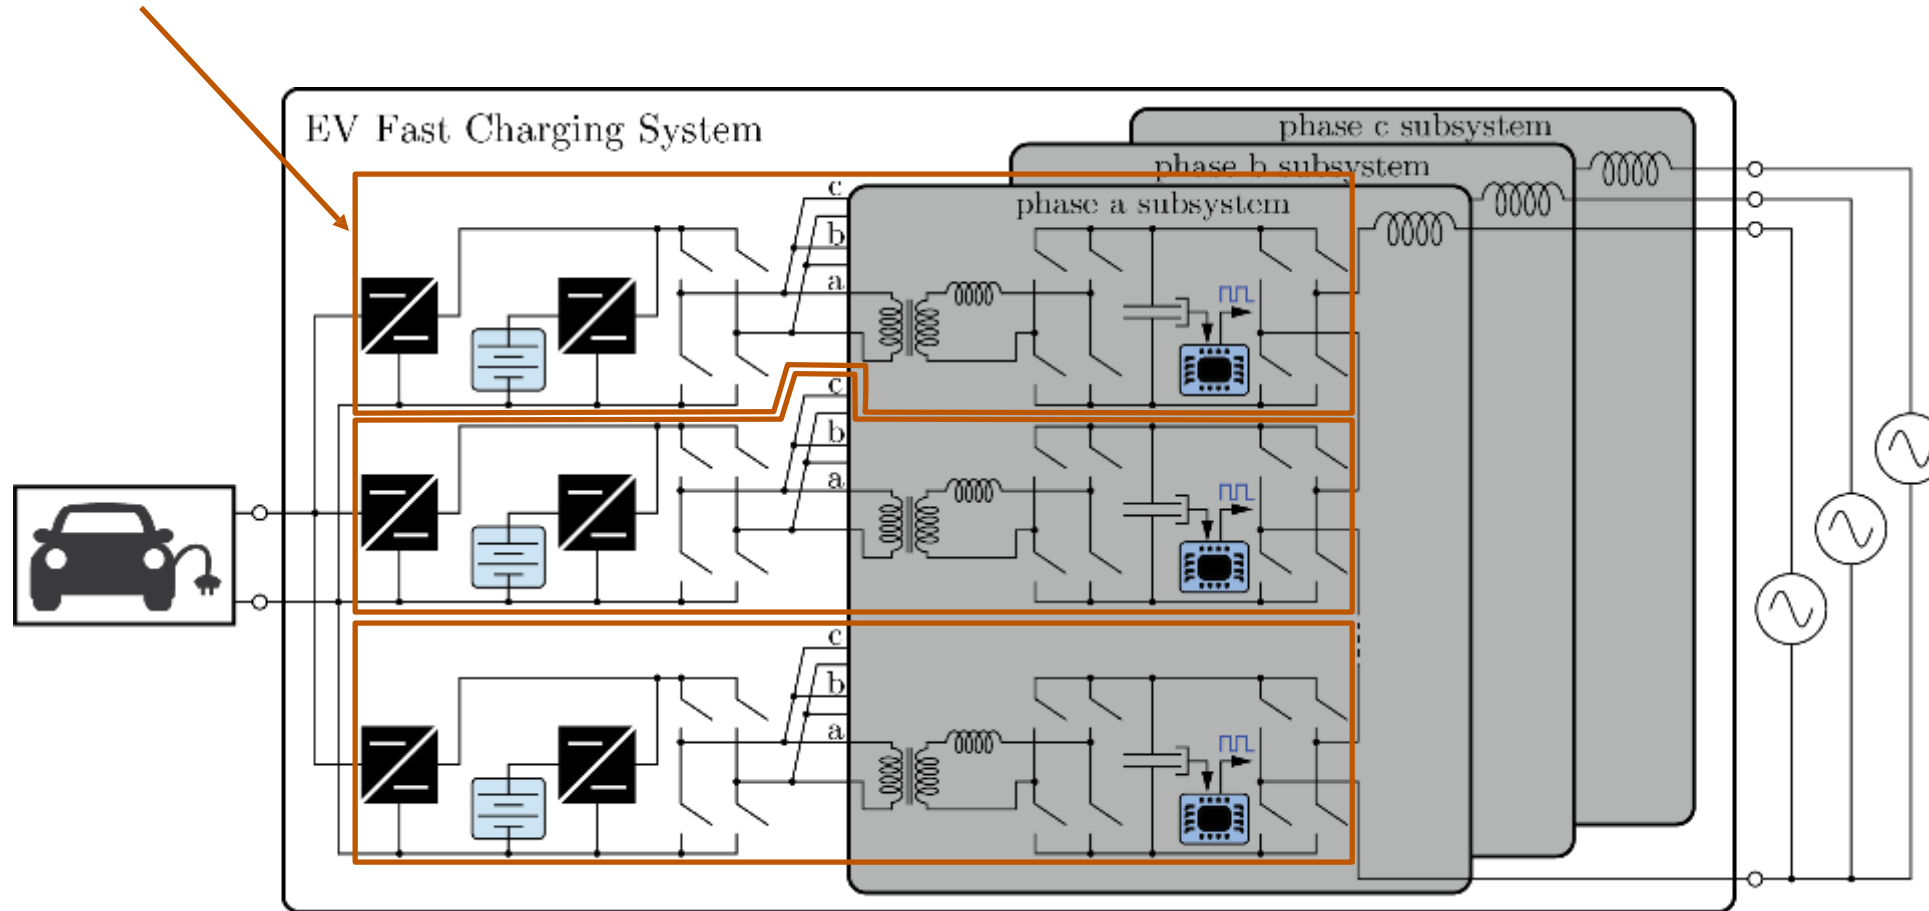 EV Fast Charging System
phase c subsystem
phase b subsystem
phase a subsystem
c
b
a
c
b
a
c
b
a